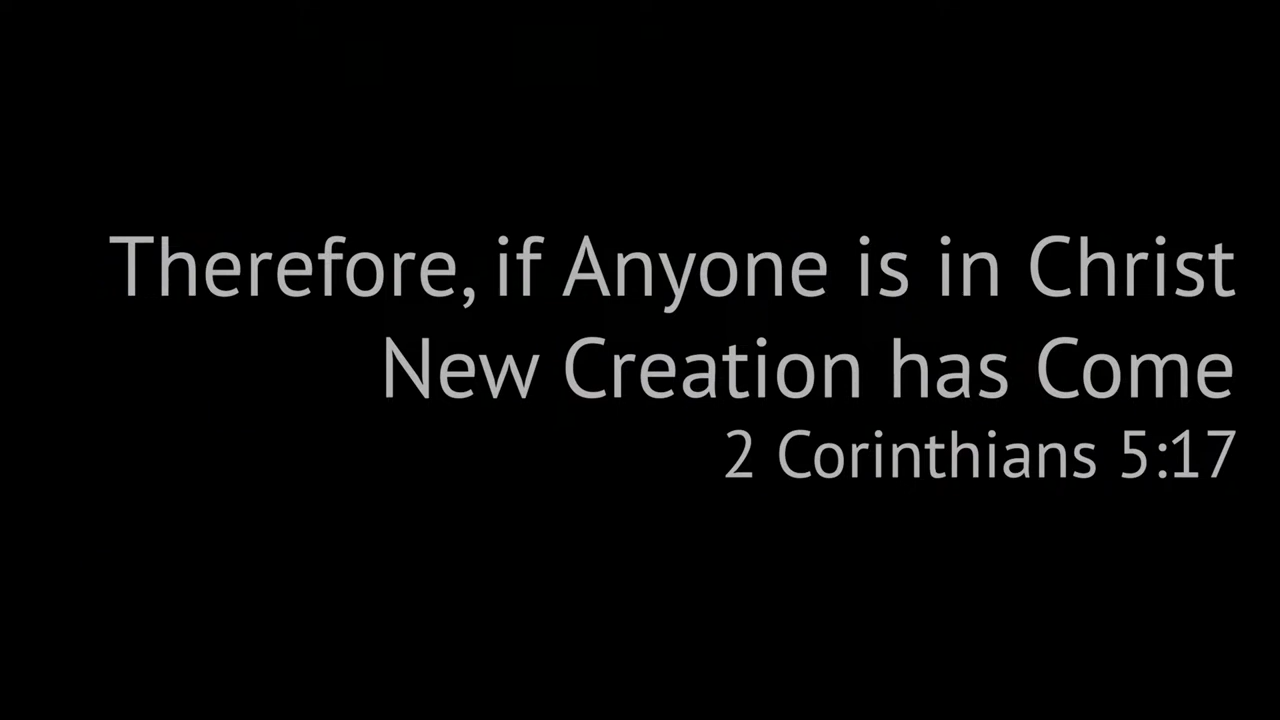 Therefore, if Anyone is in Christ
New Creation has Come
2 Corinthians 5:17